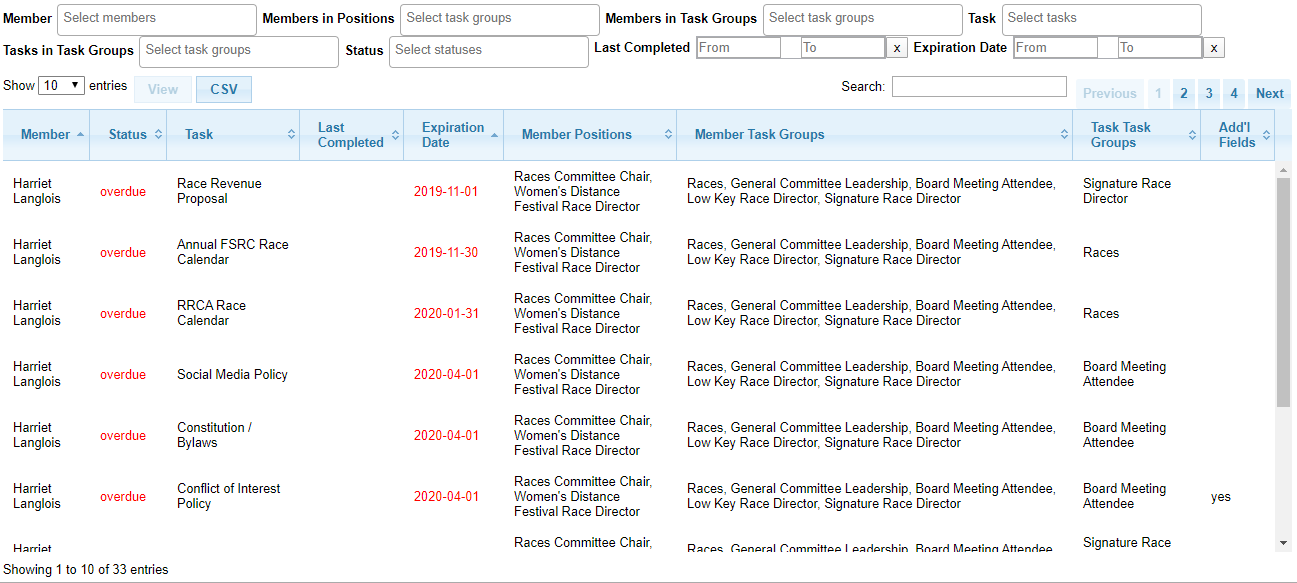 Member Select members Members in Positions Select task groups Members in Task Groups Select task groups Task Select tasks
Tasks in Task Groups Select task groups Status Select statuses Last Completed From To x Expiration Date From To x
Show 10 entries View CSV Search: Previous 1 2 3 4 Next
Member Status Task Last Completed Expiration Date Member Positions Member Task Groups Task Task Groups Add'l Fields
Harriet Langlois overdue Race Revenue Proposal 2019-11-01 Races Committee Chair, Women's Distance Festival Race Director Races, General Committee Leadership, Board Meeting Attendee, Low Key Race Director, Signature Race Director Signature Race Director
Harriet Langlois overdue Annual FSRC Race Calendar 2019-11-30 Races Committee Chair, Women's Distance Festival Race Director Races, General Committee Leadership, Board Meeting Attendee, Low Key Race Director, Signature Race Director Races
Harriet Langlois overdue RRCA Race Calendar 2020-01-31 Races Committee Chair, Women's Distance Festival Race Director Races, General Committee Leadership, Board Meeting Attendee, Low Key Race Director, Signature Race Director Races
Harriet Langlois overdue Social Media Policy 2020-04-01 Races Committee Chair, Women's Distance Festival Race Director Races, General Committee Leadership, Board Meeting Attendee, Low Key Race Director, Signature Race Director Board Meeting Attendee
Harriet Langlois overdue Constitution / Bylaws 2020-04-01 Races Committee Chair, Women's Distance Festival Race Director Races, General Committee Leadership, Board Meeting Attendee, Low Key Race Director, Signature Race Director Board Meeting Attendee
Harriet Langlois overdue Conflict of Interest Policy 2020-04-01 Races Committee Chair, Women's Distance Festival Race Director Races, General Committee Leadership, Board Meeting Attendee, Low Key Race Director, Signature Race Director Board Meeting Attendee yes
Harriet Races Committee Chair, Races, General Committee Leadership, Board Meeting Attendee, Signature Race
Showing 1 to 10 of 33 entries